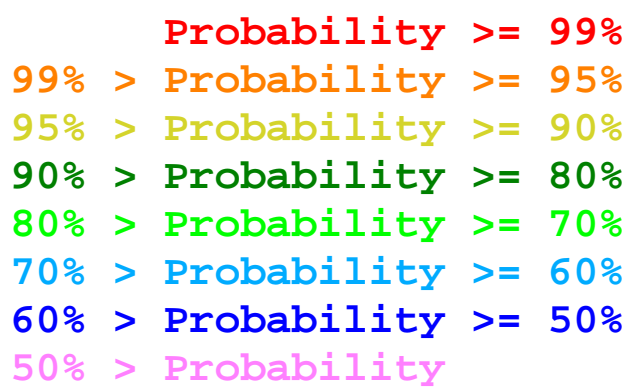 Probability >= 99%
99% > Probability >= 95%
95% > Probability >= 90%
90% > Probability >= 80%
80% > Probability >= 70%
70% > Probability >= 60%
60% > Probability >= 50%
50% > Probability